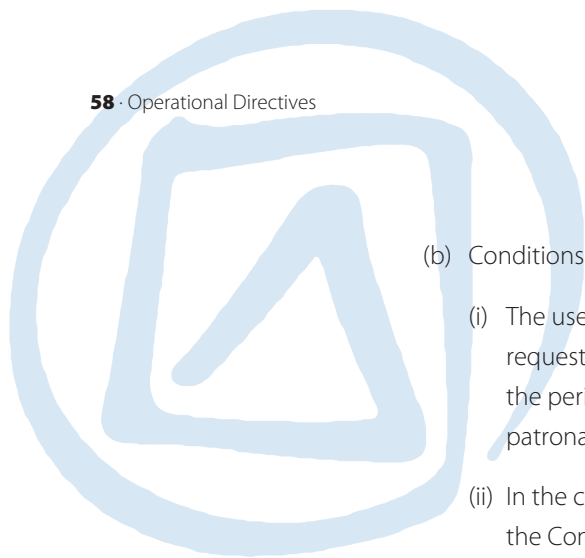 58 · Operational Directives
(b) Conditions
(i) The use
request
the peri
patrona
(ii) In the c
the Con